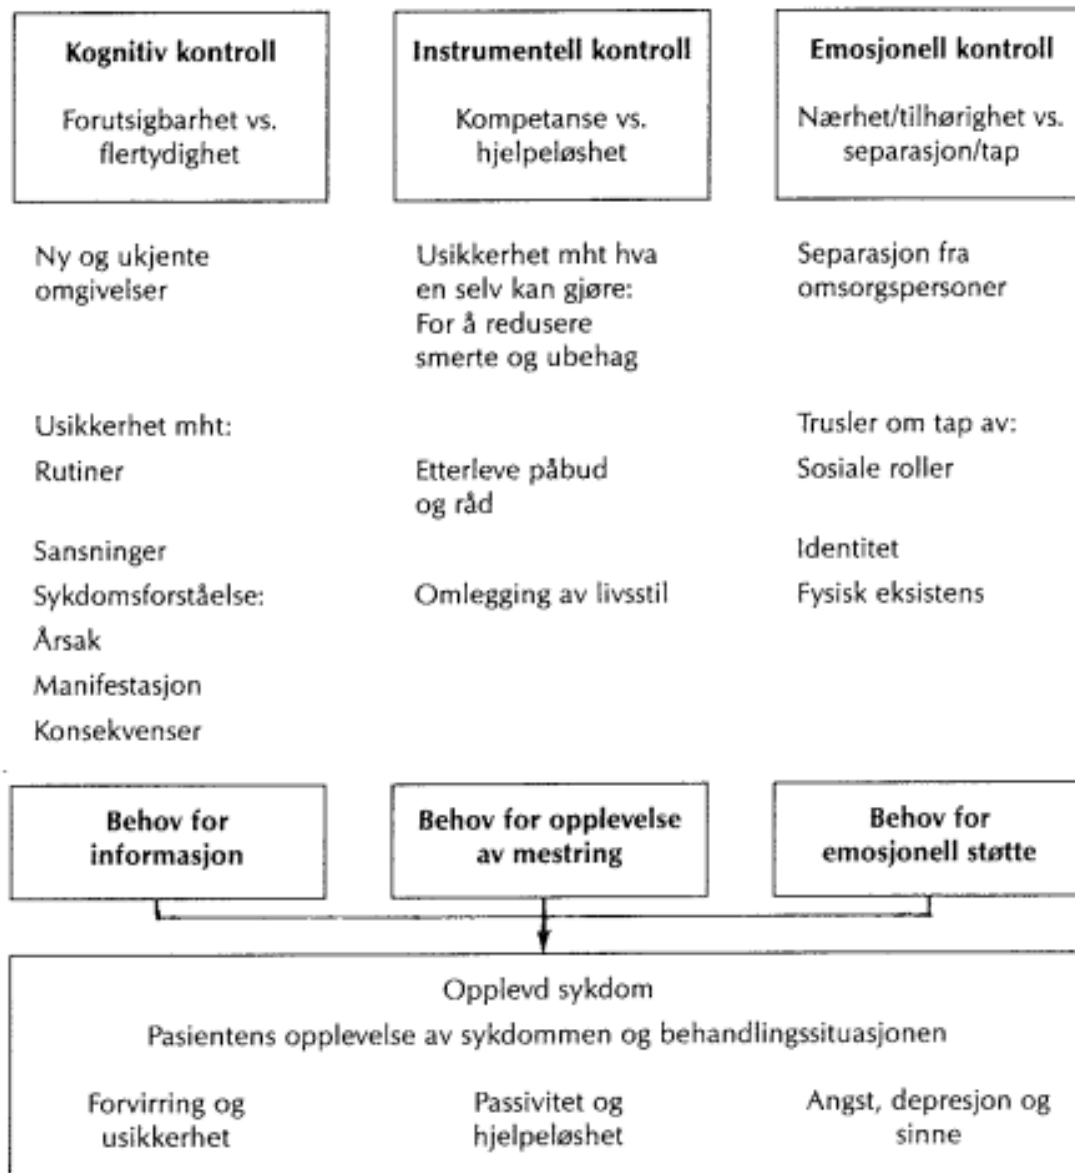 Kognitiv kontroll
Forutsigbarhet vs.
flertydighet
Ny og ukjente
omgivelser
Usikkerhet mht:
Rutiner
Sansninger
Sykdomsforståelse:
Årsak
Manifestasjon
Konsekvenser
Behov for
informasjon
Instrumentell kontroll
Kompetanse vs.
hjelpeløshet
Usikkerhet mht hva
en selv kan gjøre:
For å redusere
smerte og ubehag
Etterleve påbud
og råd
Omlegging av livsstil
Behov for opplevelse
av mestring
Emosjonell kontroll
Nærhet/tilhørighet vs.
separasjon/tap
Separasjon fra
omsorgspersoner
Trusler om tap av:
Sosiale roller
Identitet
Fysisk eksistens
Behov for
emosjonell støtte
Opplevd sykdom
Pasientens opplevelse av sykdommen og behandlingssituasjonen
Forvirring og
usikkerhet
Passivitet og
hjelpeløshet
Angst, depresjon og
sinne